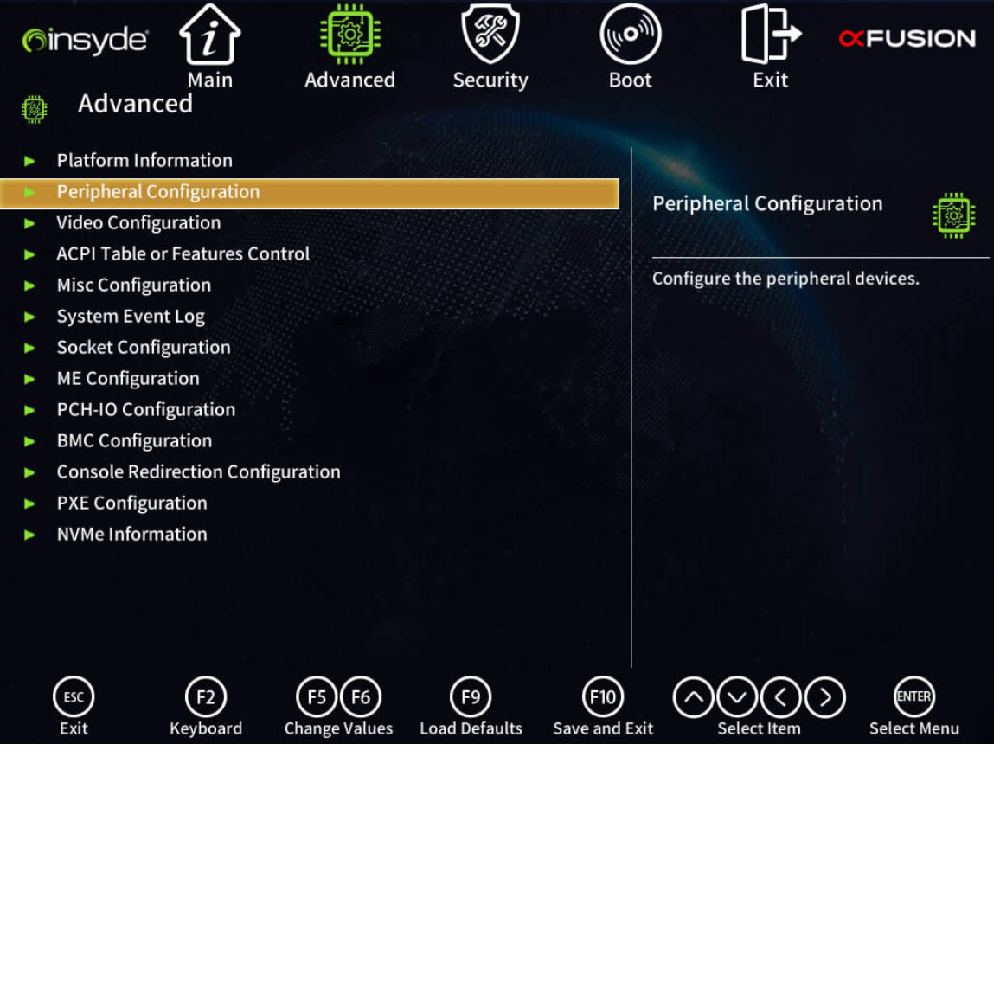 insyde
Main
Advanced
Security
Boot
Exit
FUSION
Advanced
Platform Information
Peripheral Configuration
Video Configuration
ACPI Table or Features Control
Misc Configuration
System Event Log
Socket Configuration
ME Configuration
PCH-IO Configuration
BMC Configuration
Console Redirection Configuration
PXE Configuration
NVMe Information
Peripheral Configuration
Configure the peripheral devices.
ESC
Exit
F2
Keyboard
F5 F6
Change Values
F9
Load Defaults
F10
Save and Exit
Select Item
ENTER
Select Menu